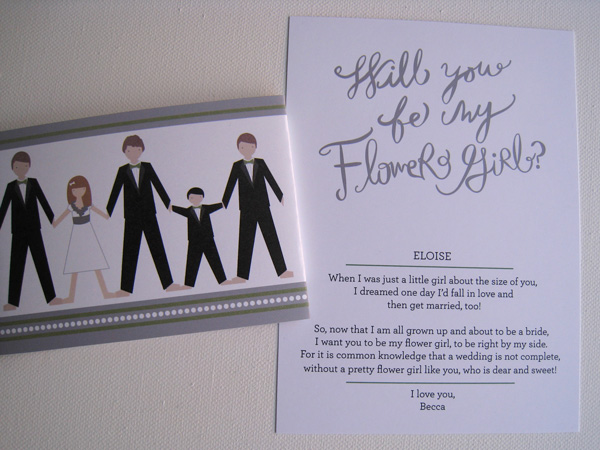 Will you
be my
Flower Girl?
ELOISE
When I was just a little girl about the size of you,
I dreamed one day I'd fall in love and
then get married, too!
So, now that I am all grown up and about to be a bride,
I want you to be my flower girl, to be right by my side.
For it is common knowledge that a wedding is not complete,
without a pretty flower girl like you, who is dear and sweet!
I love you,
Becca